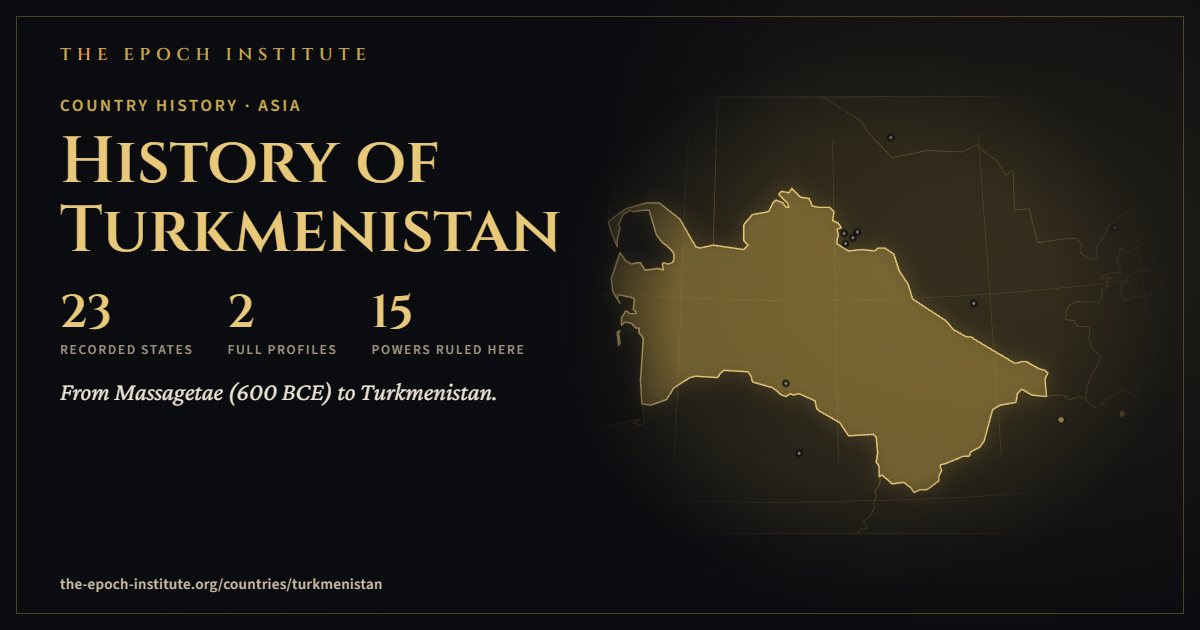 THE EPOCH INSTITUTE
COUNTRY HISTORY · ASIA
HISTORY OF
TURKMENISTAN
23 2 15
RECORDED STATES FULL PROFILES POWERS RULED HERE
From Massagetae (600 BCE) to Turkmenistan.
the-epoch-institute.org/countries/turkmenistan